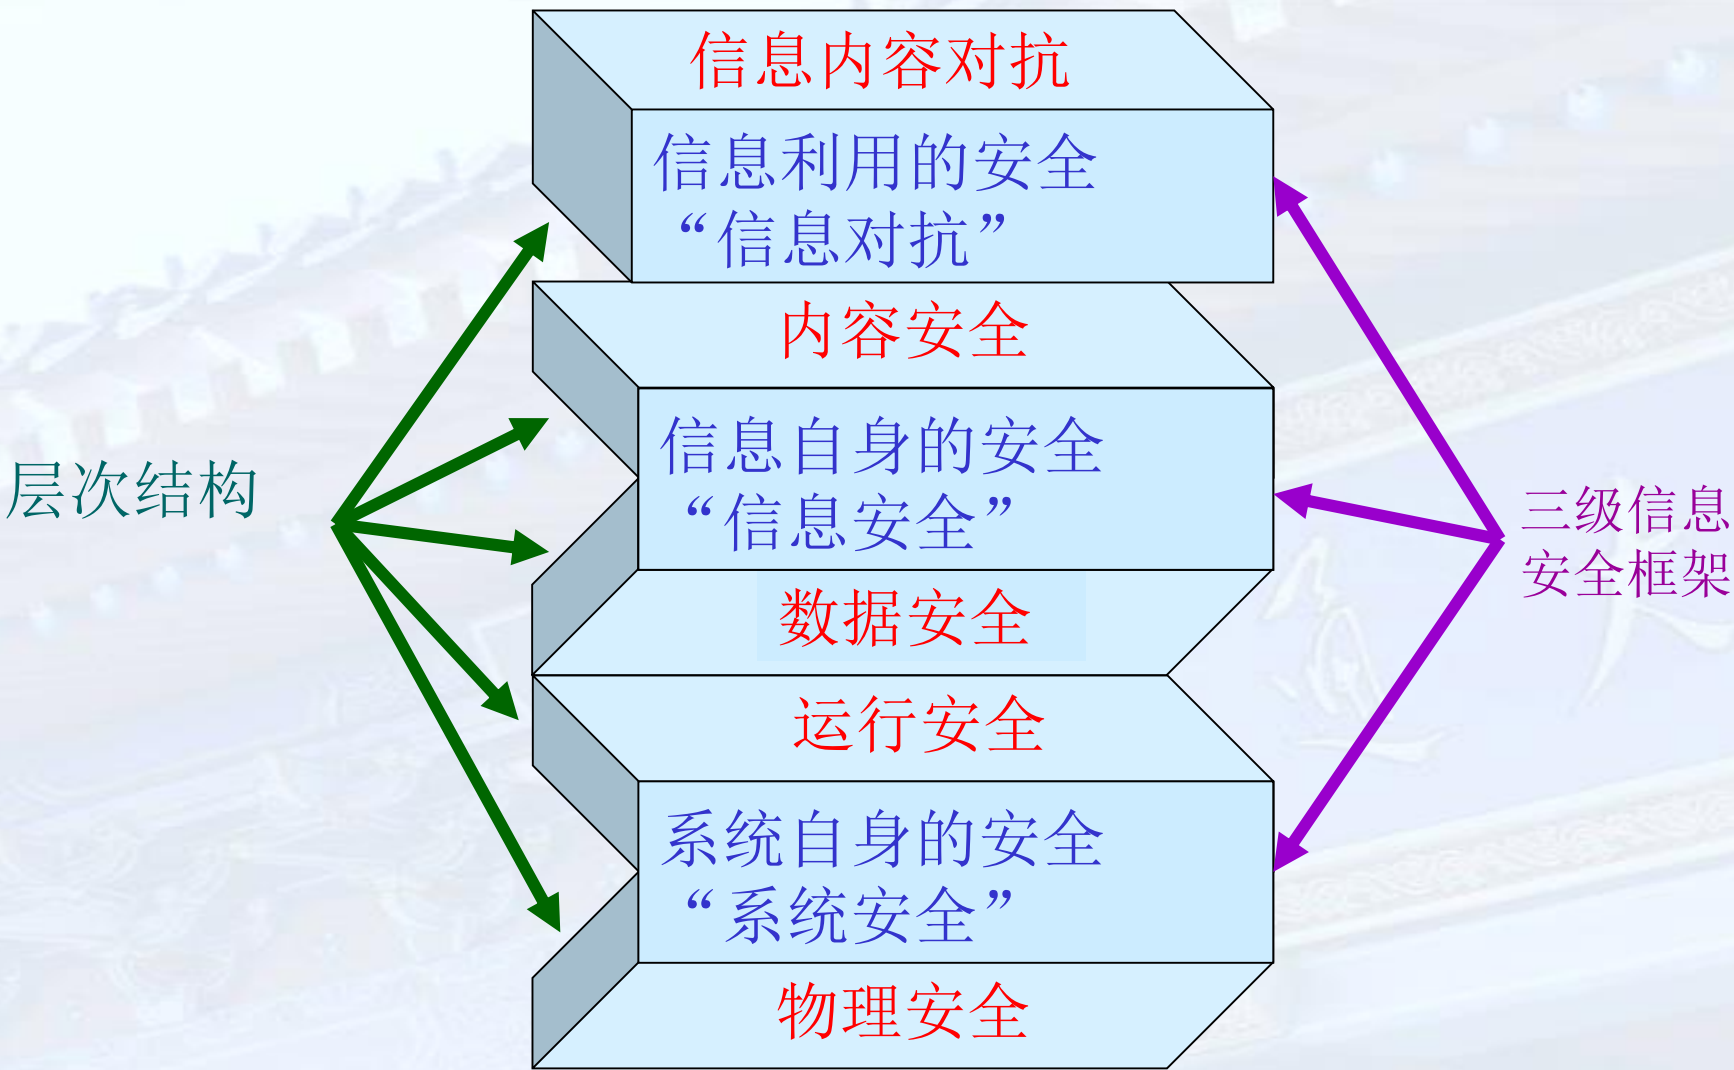 信息内容对抗
信息利用的安全
“信息对抗”
内容安全
信息自身的安全
“信息安全”
数据安全
运行安全
系统自身的安全
“系统安全”
物理安全
层次结构
三级信息
安全框架